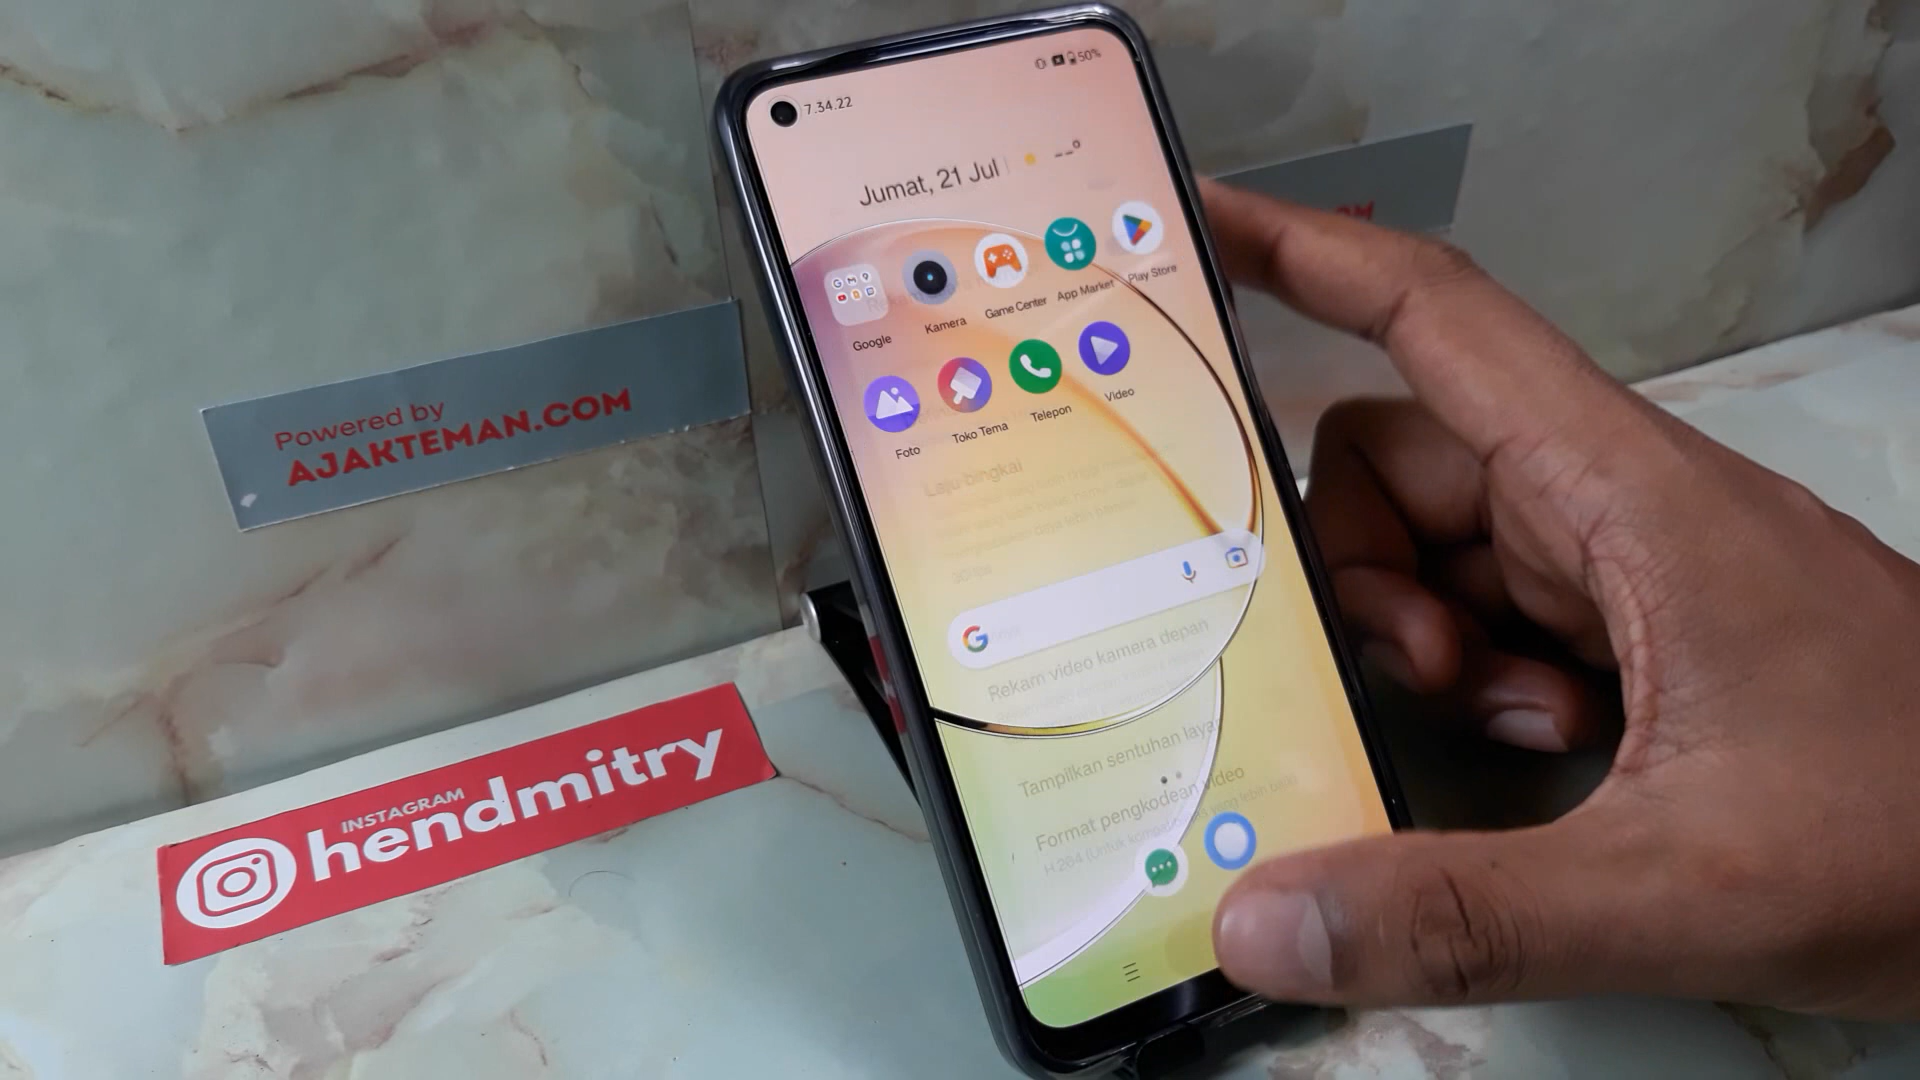 7.34.22
50%
Jumat, 21 Jul
--°
Google
Kamera
Game Center
App Market
Play Store
Foto
Toko Tema
Telepon
Video
Laju bingkai
Rekam video kamera depan
Tampilkan sentuhan layar
Format pengkodean video
Powered by
AJAKTEMAN.COM
INSTAGRAM
hendmitry